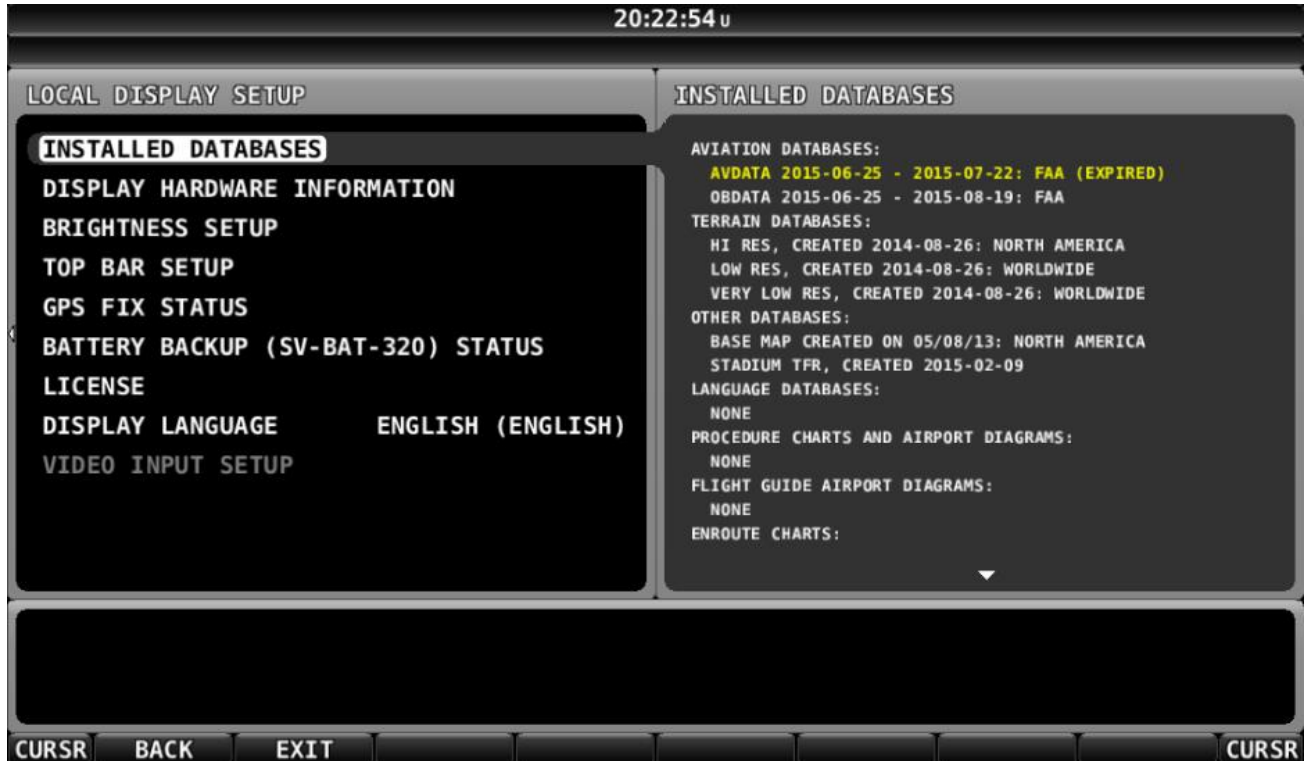 20:22:54 U
LOCAL DISPLAY SETUP
INSTALLED DATABASES
DISPLAY HARDWARE INFORMATION
BRIGHTNESS SETUP
TOP BAR SETUP
GPS FIX STATUS
BATTERY BACKUP (SV-BAT-320) STATUS
LICENSE
DISPLAY LANGUAGE ENGLISH (ENGLISH)
VIDEO INPUT SETUP
INSTALLED DATABASES
AVIATION DATABASES:
AVDATA 2015-06-25 - 2015-07-22: FAA (EXPIRED)
OBDATA 2015-06-25 - 2015-08-19: FAA
TERRAIN DATABASES:
HI RES, CREATED 2014-08-26: NORTH AMERICA
LOW RES, CREATED 2014-08-26: WORLDWIDE
VERY LOW RES, CREATED 2014-08-26: WORLDWIDE
OTHER DATABASES:
BASE MAP CREATED ON 05/08/13: NORTH AMERICA
STADIUM TFR, CREATED 2015-02-09
LANGUAGE DATABASES:
NONE
PROCEDURE CHARTS AND AIRPORT DIAGRAMS:
NONE
FLIGHT GUIDE AIRPORT DIAGRAMS:
NONE
ENROUTE CHARTS:
CURSR BACK EXIT CURSR